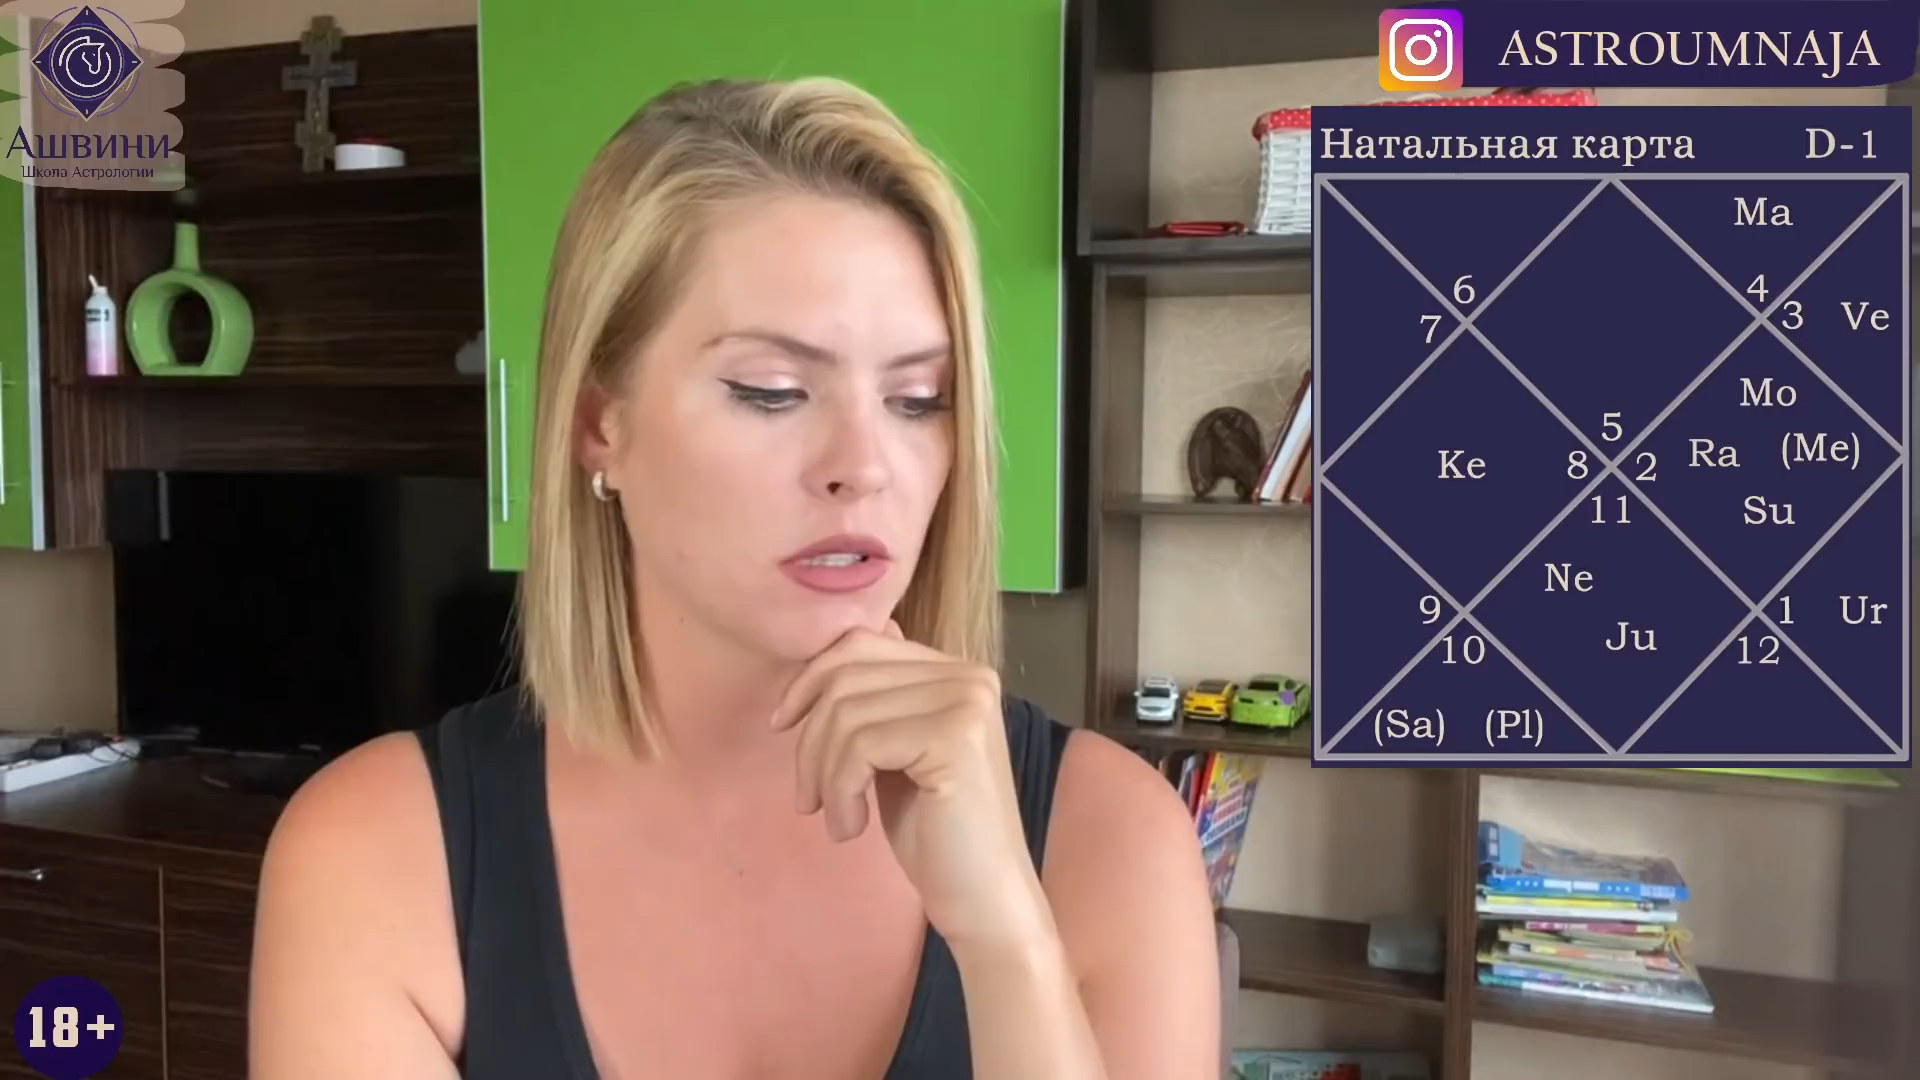 Ашвини
Школа Астрологии
ASTROUMNAJA
Натальная карта D-1
Ma
6
4
7
3 Ve
Mo
5
Ke
8
2
Ra (Me)
11
Su
Ne
9
1 Ur
10
Ju
12
(Sa) (Pl)
18+